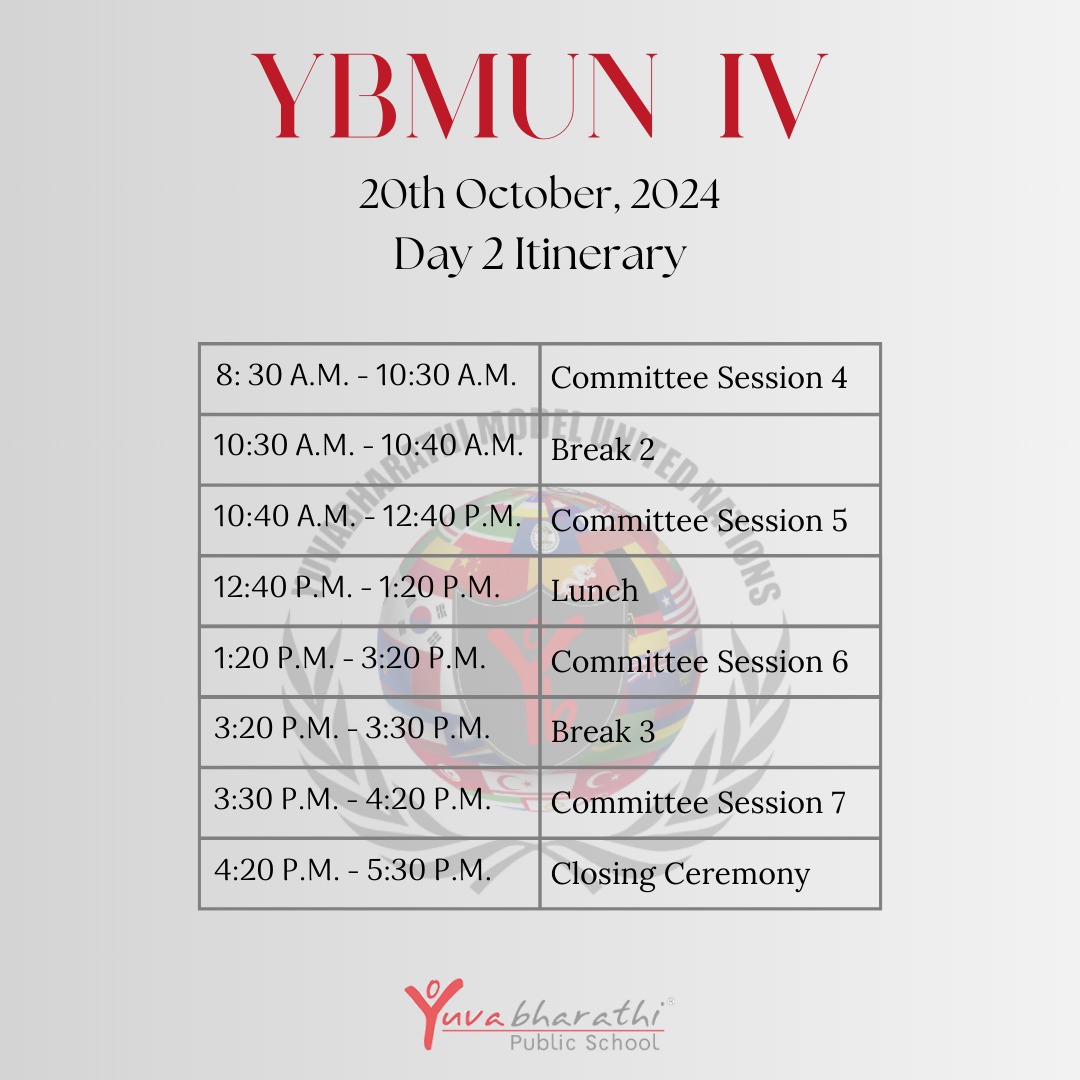 YBMUN IV
20th October, 2024
Day 2 Itinerary
8: 30 A.M. - 10:30 A.M. Committee Session 4
10:30 A.M. - 10:40 A.M. Break 2
10:40 A.M. - 12:40 P.M. Committee Session 5
12:40 P.M. - 1:20 P.M. Lunch
1:20 P.M. - 3:20 P.M. Committee Session 6
3:20 P.M. - 3:30 P.M. Break 3
3:30 P.M. - 4:20 P.M. Committee Session 7
4:20 P.M. - 5:30 P.M. Closing Ceremony
YUVABHARATHI MODEL UNITED NATIONS
Yuvabharathi®
Public School